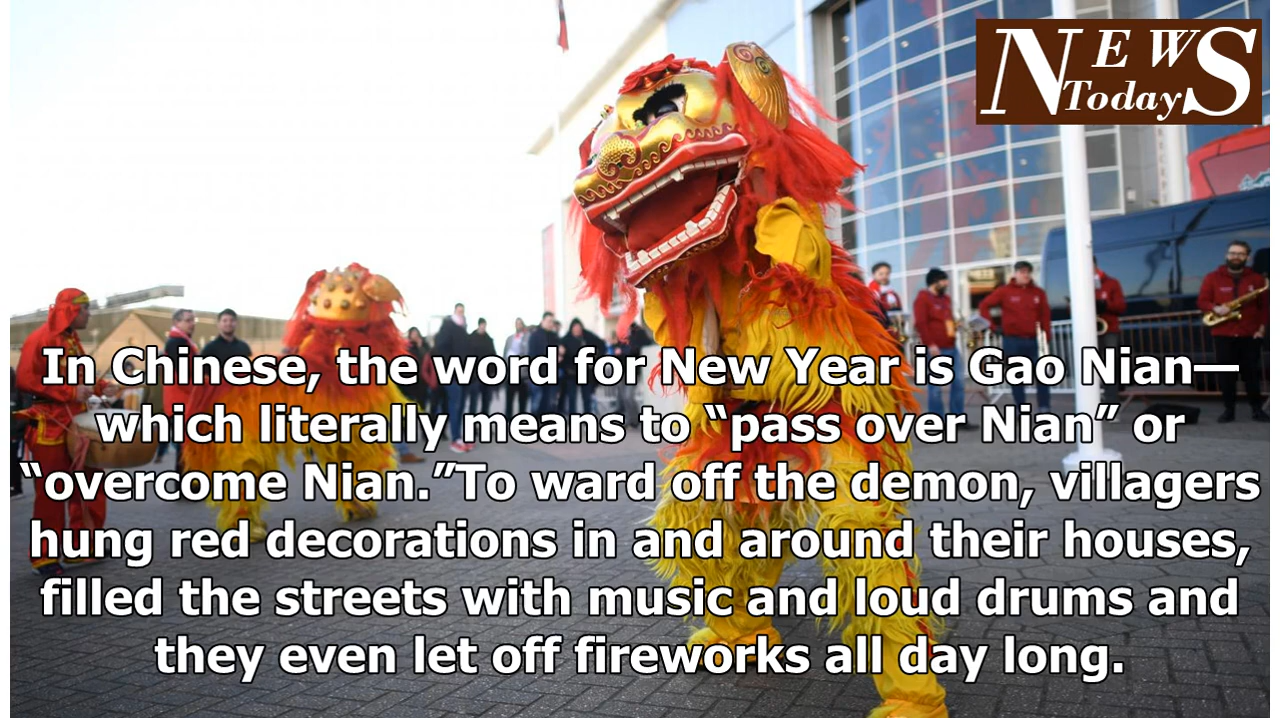 NEWS
Today
In Chinese, the word for New Year is Gao Nian—
which literally means to “pass over Nian” or
“overcome Nian.”To ward off the demon, villagers
hung red decorations in and around their houses,
filled the streets with music and loud drums and
they even let off fireworks all day long.